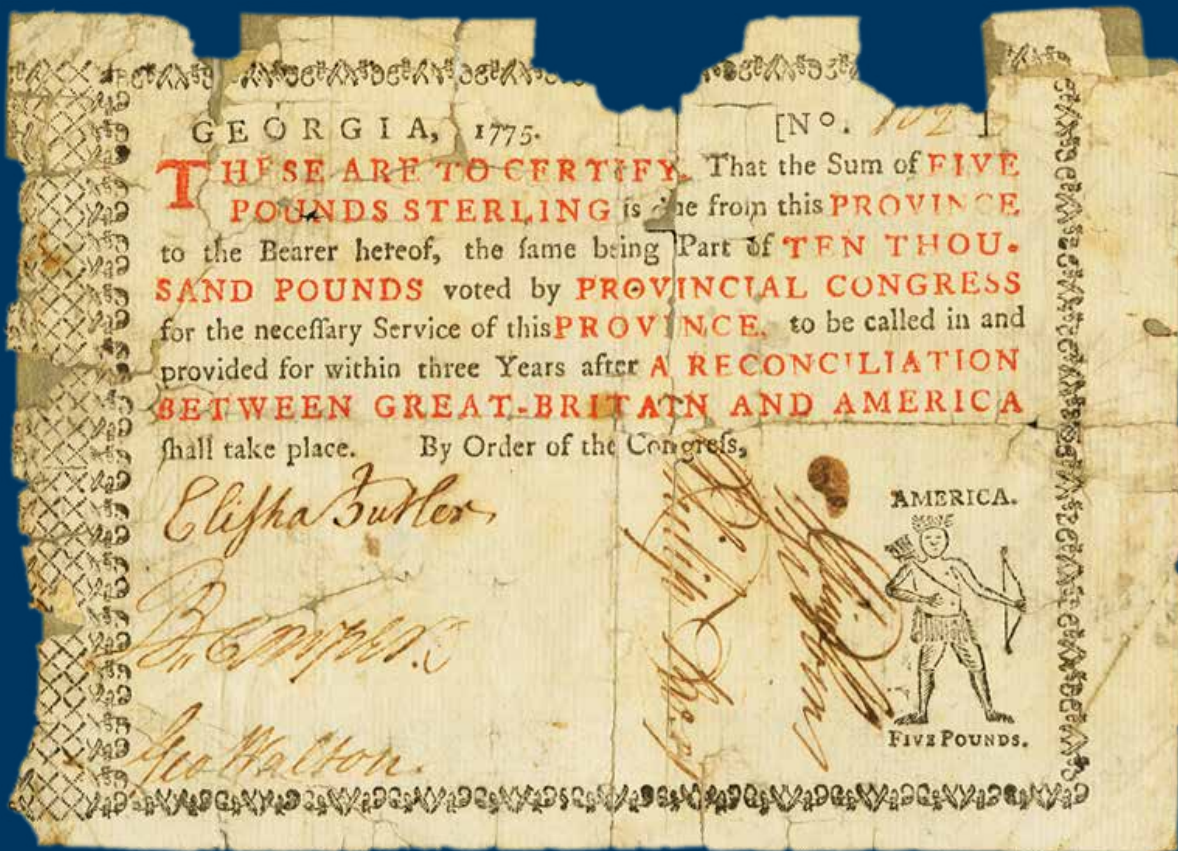 GEORGIA, 1775. [No. 102]
THESE ARE TO CERTIFY, That the Sum of FIVE
POUNDS STERLING is due from this PROVINCE
to the Bearer hereof, the ſame being Part of TEN THOU-
SAND POUNDS voted by PROVINCIAL CONGRESS
for the neceſſary Service of this PROVINCE, to be called in and
provided for within three Years after A RECONCILIATION
BETWEEN GREAT-BRITAIN AND AMERICA
ſhall take place. By Order of the Congreſs,
Eliſha Butler
Geo Walton.
Philip
AMERICA.
FIVE POUNDS.